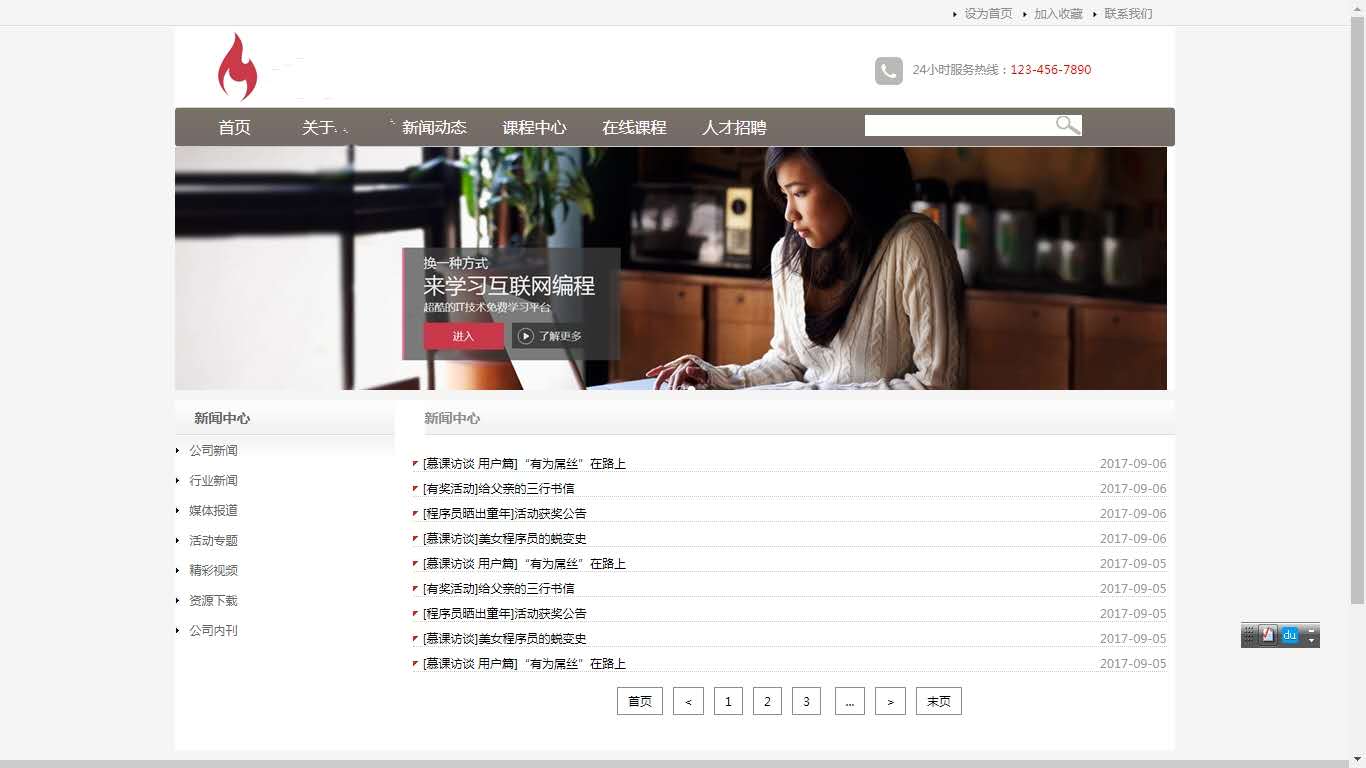 设为首页 加入收藏 联系我们
24小时服务热线：123-456-7890
首页 关于 新闻动态 课程中心 在线课程 人才招聘
换一种方式
来学习互联网编程
超酷的IT技术免费学习平台
进入 了解更多
新闻中心
公司新闻
行业新闻
媒体报道
活动专题
精彩视频
资源下载
公司内刊
新闻中心
[慕课访谈 用户篇]“有为屌丝”在路上 2017-09-06
[有奖活动]给父亲的三行书信 2017-09-06
[程序员晒出童年]活动获奖公告 2017-09-06
[慕课访谈]美女程序员的蜕变史 2017-09-06
[慕课访谈 用户篇]“有为屌丝”在路上 2017-09-05
[有奖活动]给父亲的三行书信 2017-09-05
[程序员晒出童年]活动获奖公告 2017-09-05
[慕课访谈]美女程序员的蜕变史 2017-09-05
[慕课访谈 用户篇]“有为屌丝”在路上 2017-09-05
首页 < 1 2 3 ... > 末页
du